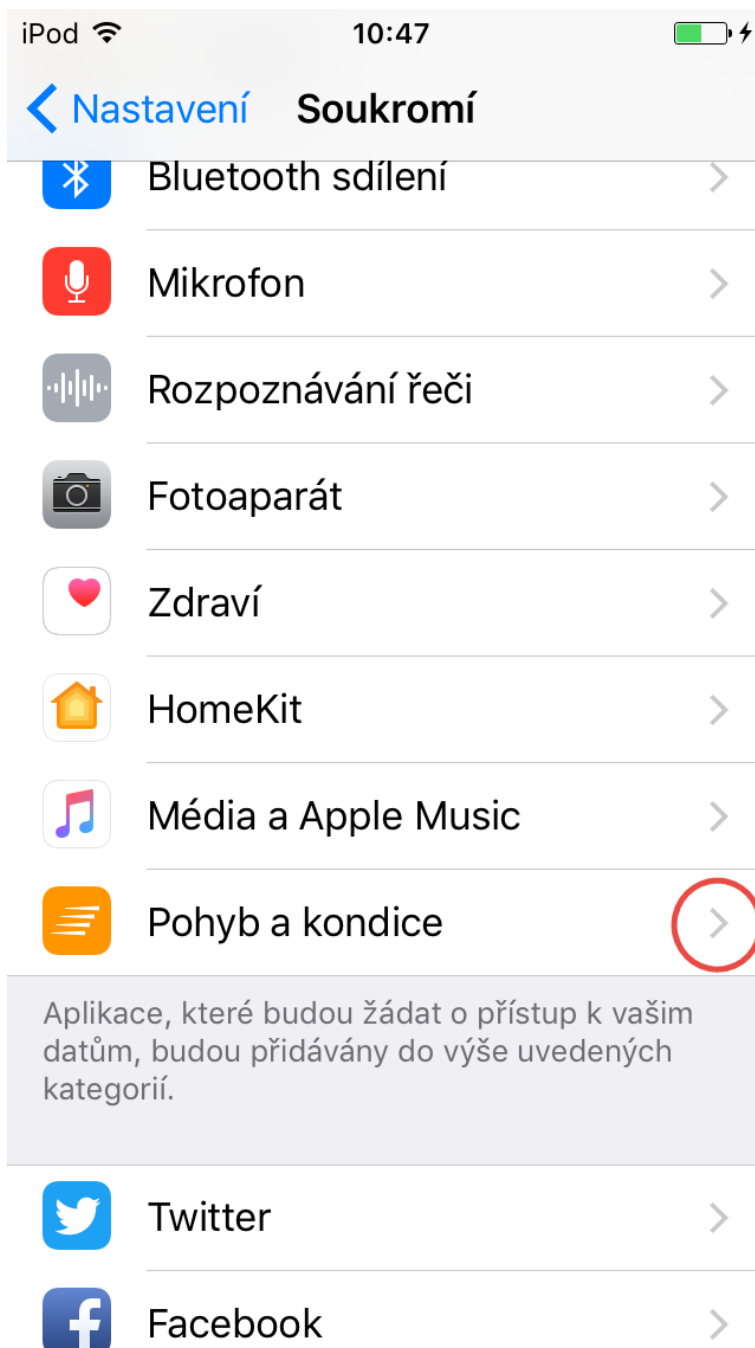 iPod 10:47
Nastavení Soukromí
Bluetooth sdílení
Mikrofon
Rozpoznávání řeči
Fotoaparát
Zdraví
HomeKit
Média a Apple Music
Pohyb a kondice
Aplikace, které budou žádat o přístup k vašim
datům, budou přidávány do výše uvedených
kategorií.
Twitter
Facebook